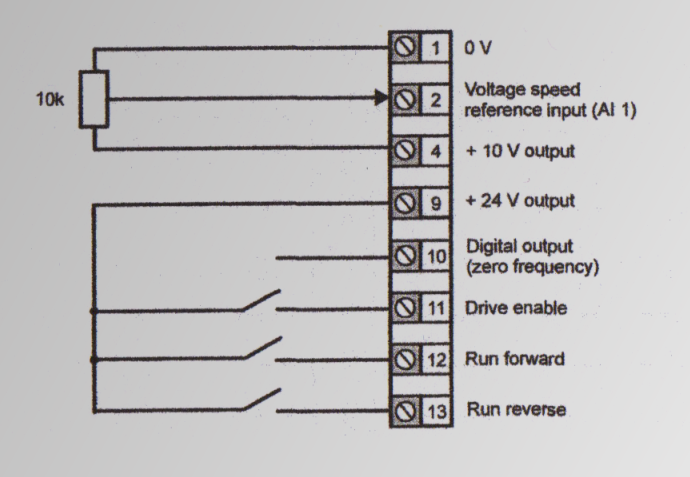 1 0 V
10k
2 Voltage speed
reference input (AI 1)
4 + 10 V output
9 + 24 V output
10 Digital output
(zero frequency)
11 Drive enable
12 Run forward
13 Run reverse